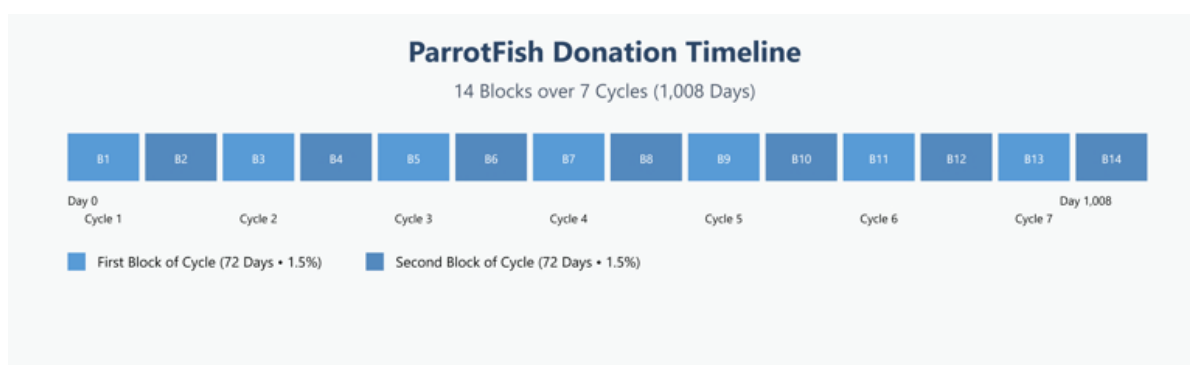 ParrotFish Donation Timeline
14 Blocks over 7 Cycles (1,008 Days)
B1 B2 B3 B4 B5 B6 B7 B8 B9 B10 B11 B12 B13 B14
Day 0 Day 1,008
Cycle 1 Cycle 2 Cycle 3 Cycle 4 Cycle 5 Cycle 6 Cycle 7
First Block of Cycle (72 Days • 1.5%) Second Block of Cycle (72 Days • 1.5%)